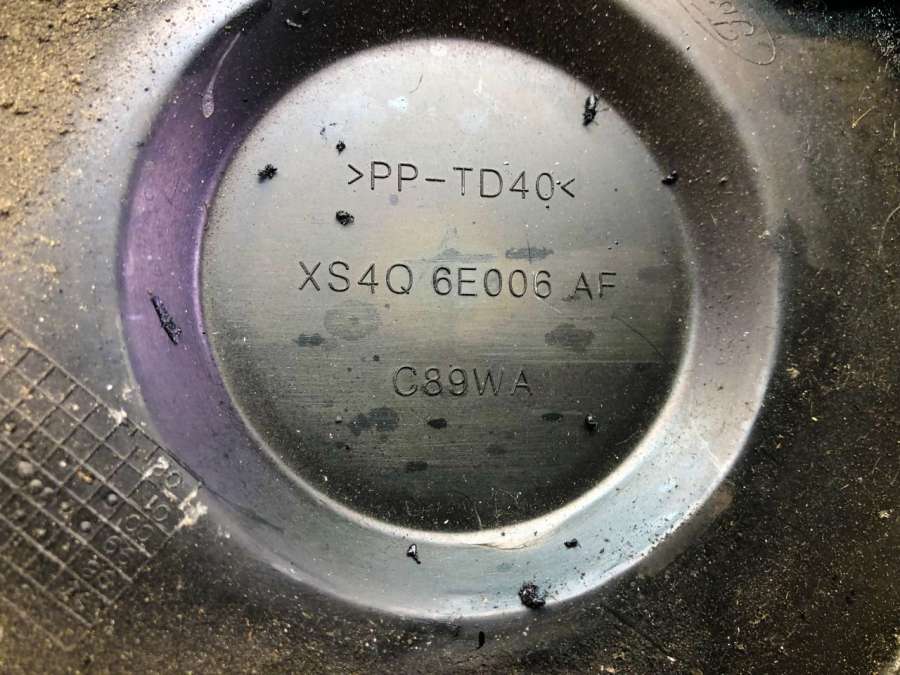 >PP-TD40<
XS4Q 6E006 AF
C89WA